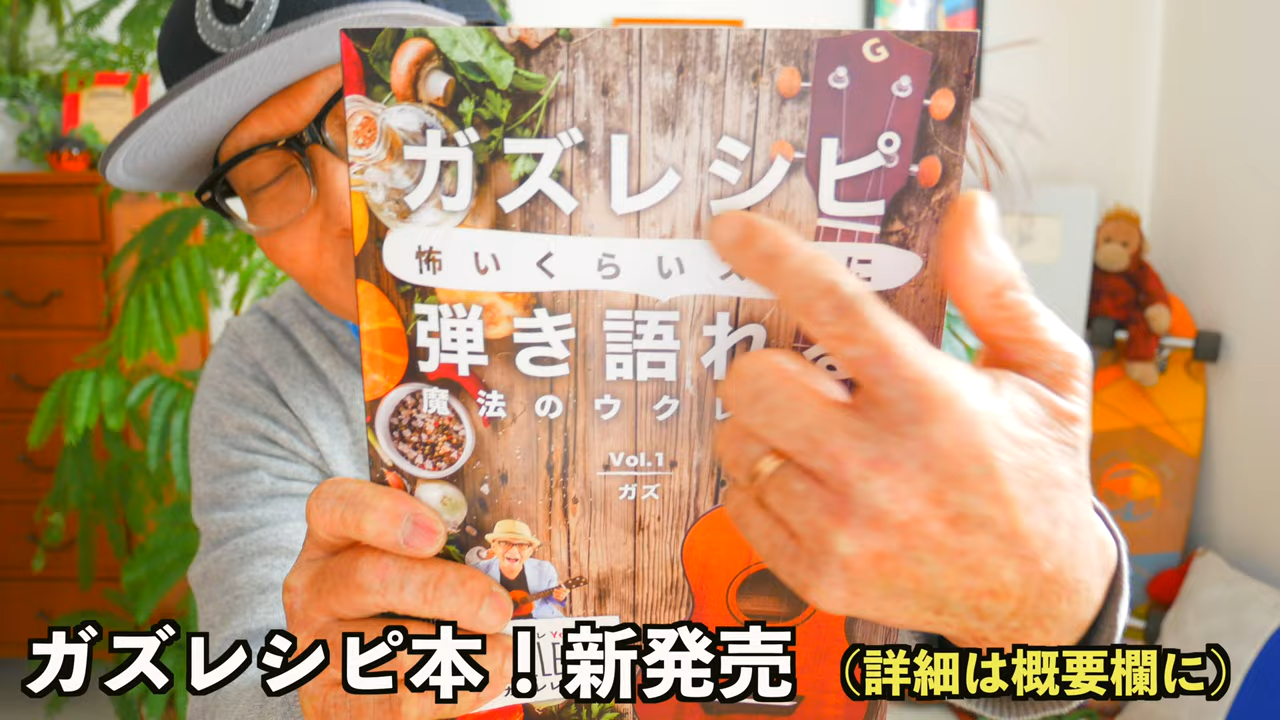 G
ガズレシピ
怖いくらい に
弾き語れる
魔法のウクレ
Vol.1
ガズ
ガズレシピ本！新発売
（詳細は概要欄に）